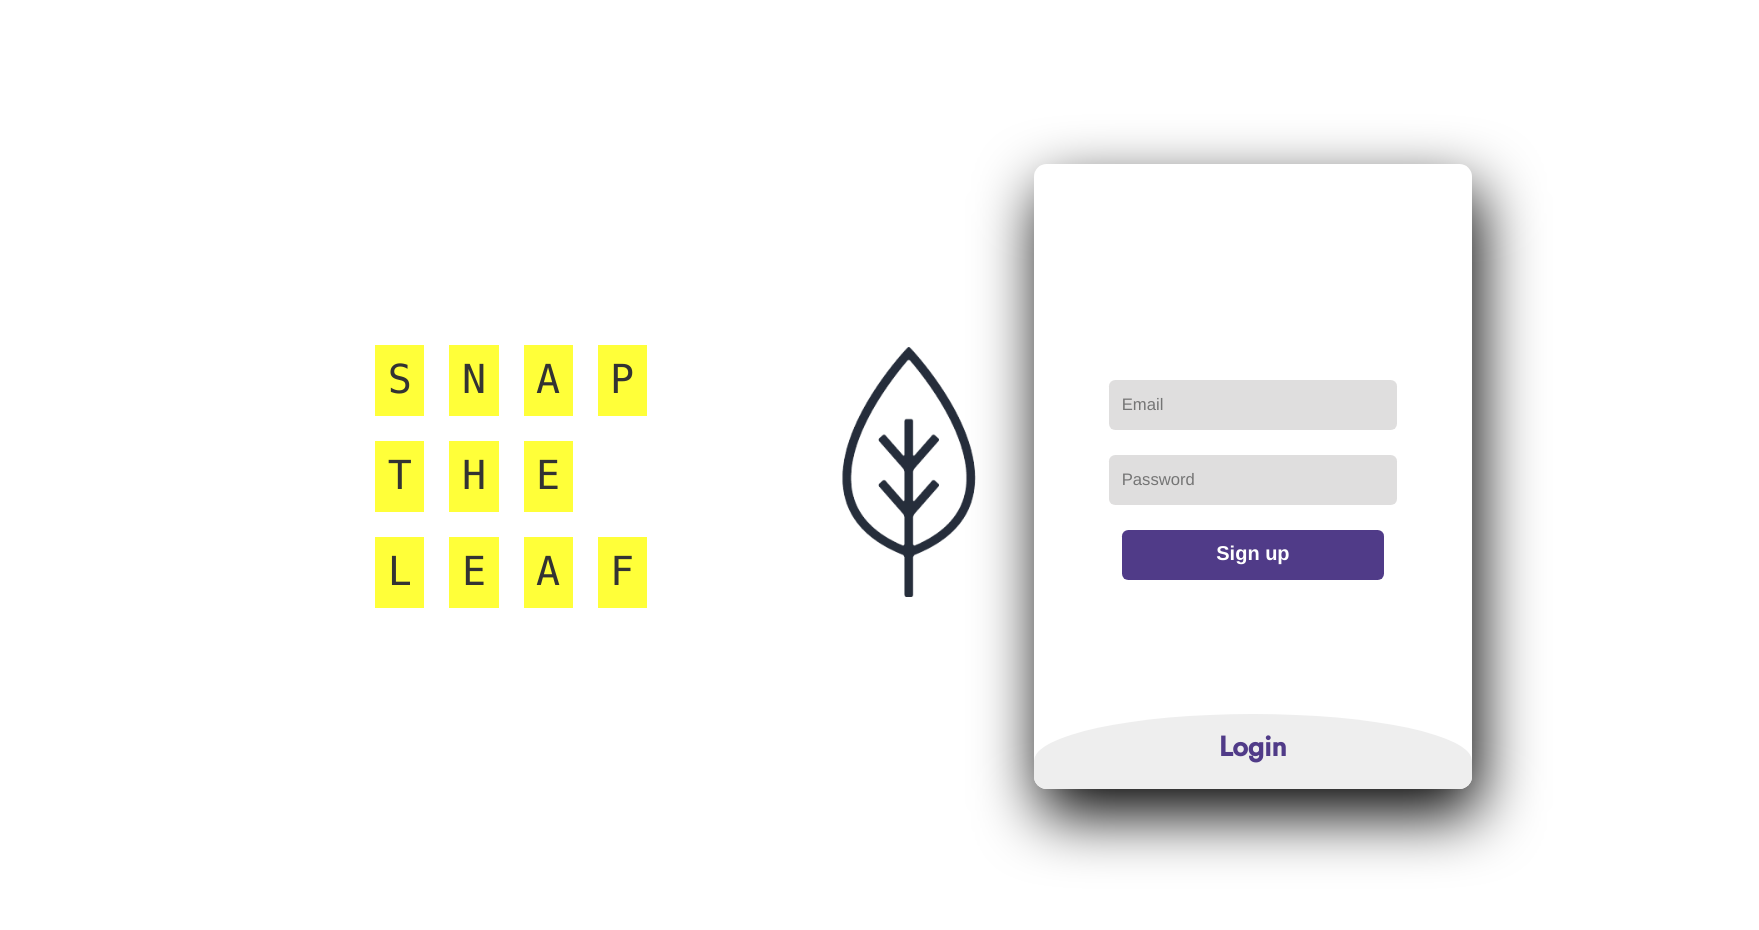 S N A P
T H E
L E A F
Email
Password
Sign up
Login